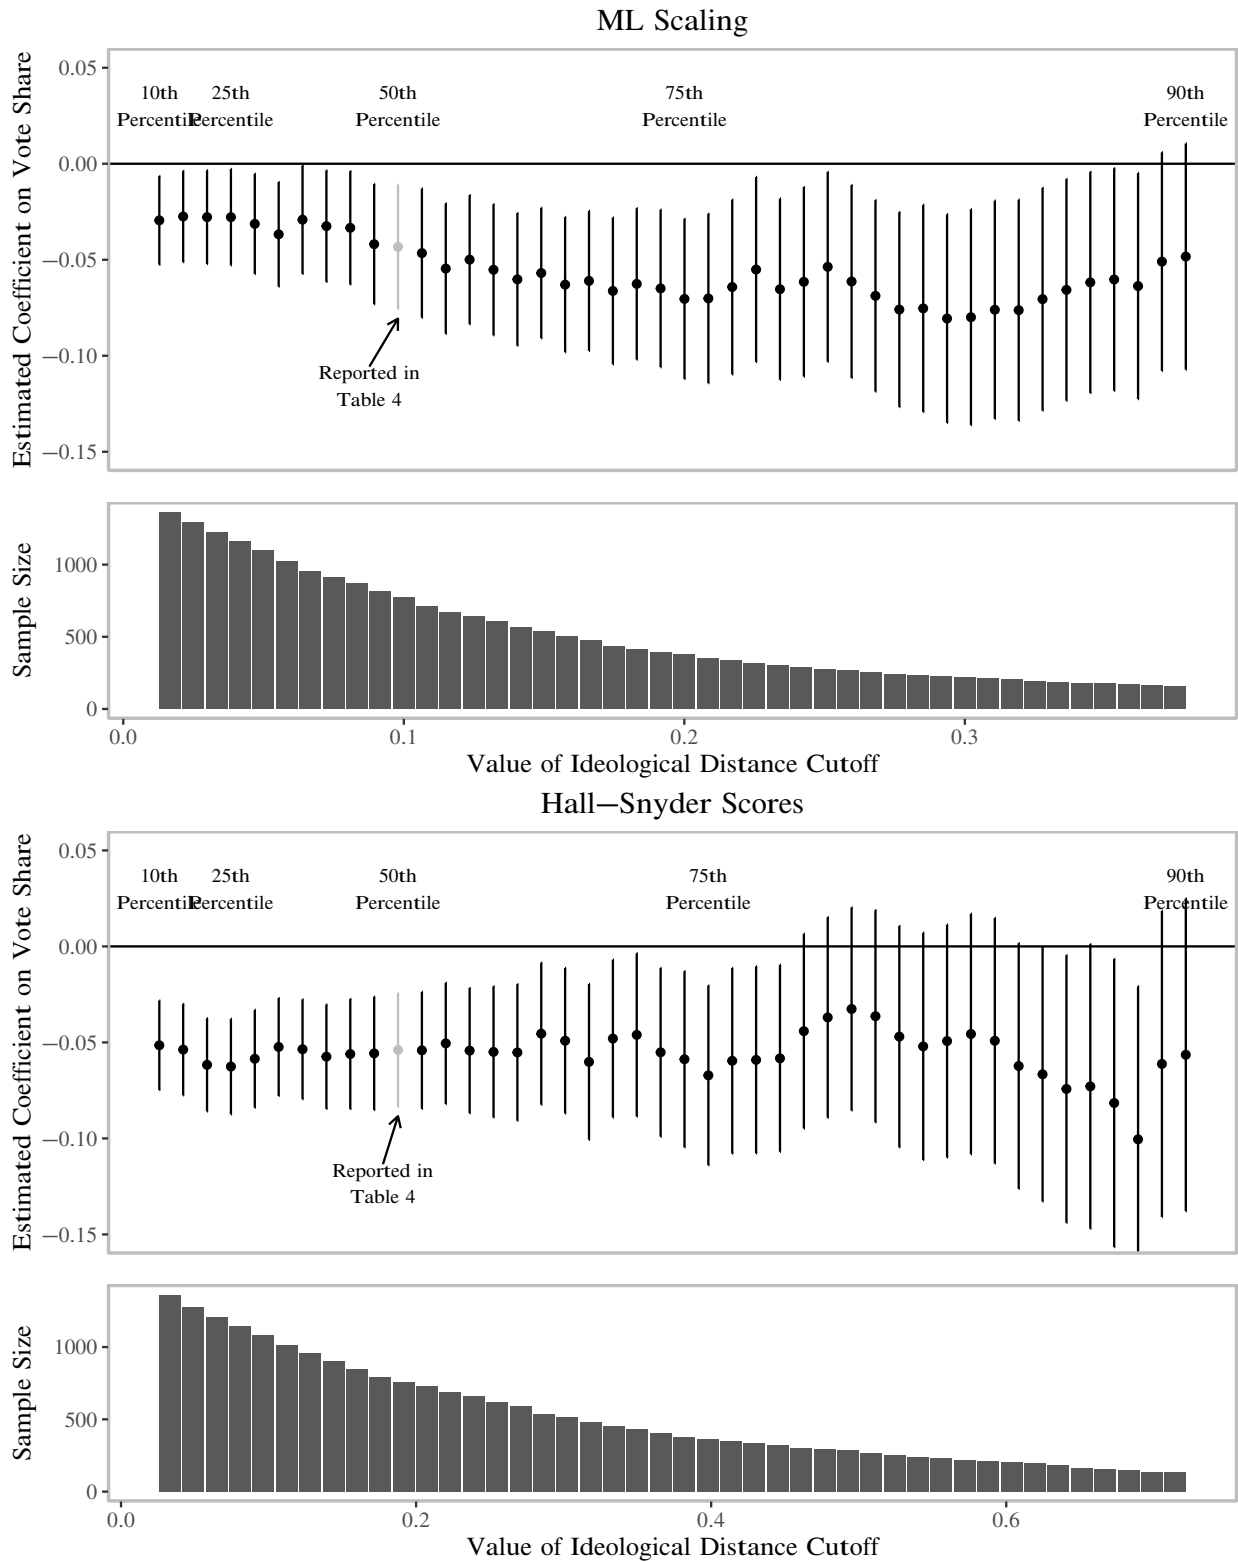 ML Scaling
Estimated Coefficient on Vote Share
0.05
0.00
−0.05
−0.10
−0.15
10th
Percentile
25th
Percentile
50th
Percentile
75th
Percentile
90th
Percentile
Reported in
Table 4
Sample Size
1000
500
0
0.0
0.1
0.2
0.3
Value of Ideological Distance Cutoff
Hall−Snyder Scores
Estimated Coefficient on Vote Share
0.05
0.00
−0.05
−0.10
−0.15
10th
Percentile
25th
Percentile
50th
Percentile
75th
Percentile
90th
Percentile
Reported in
Table 4
Sample Size
1000
500
0
0.0
0.2
0.4
0.6
Value of Ideological Distance Cutoff